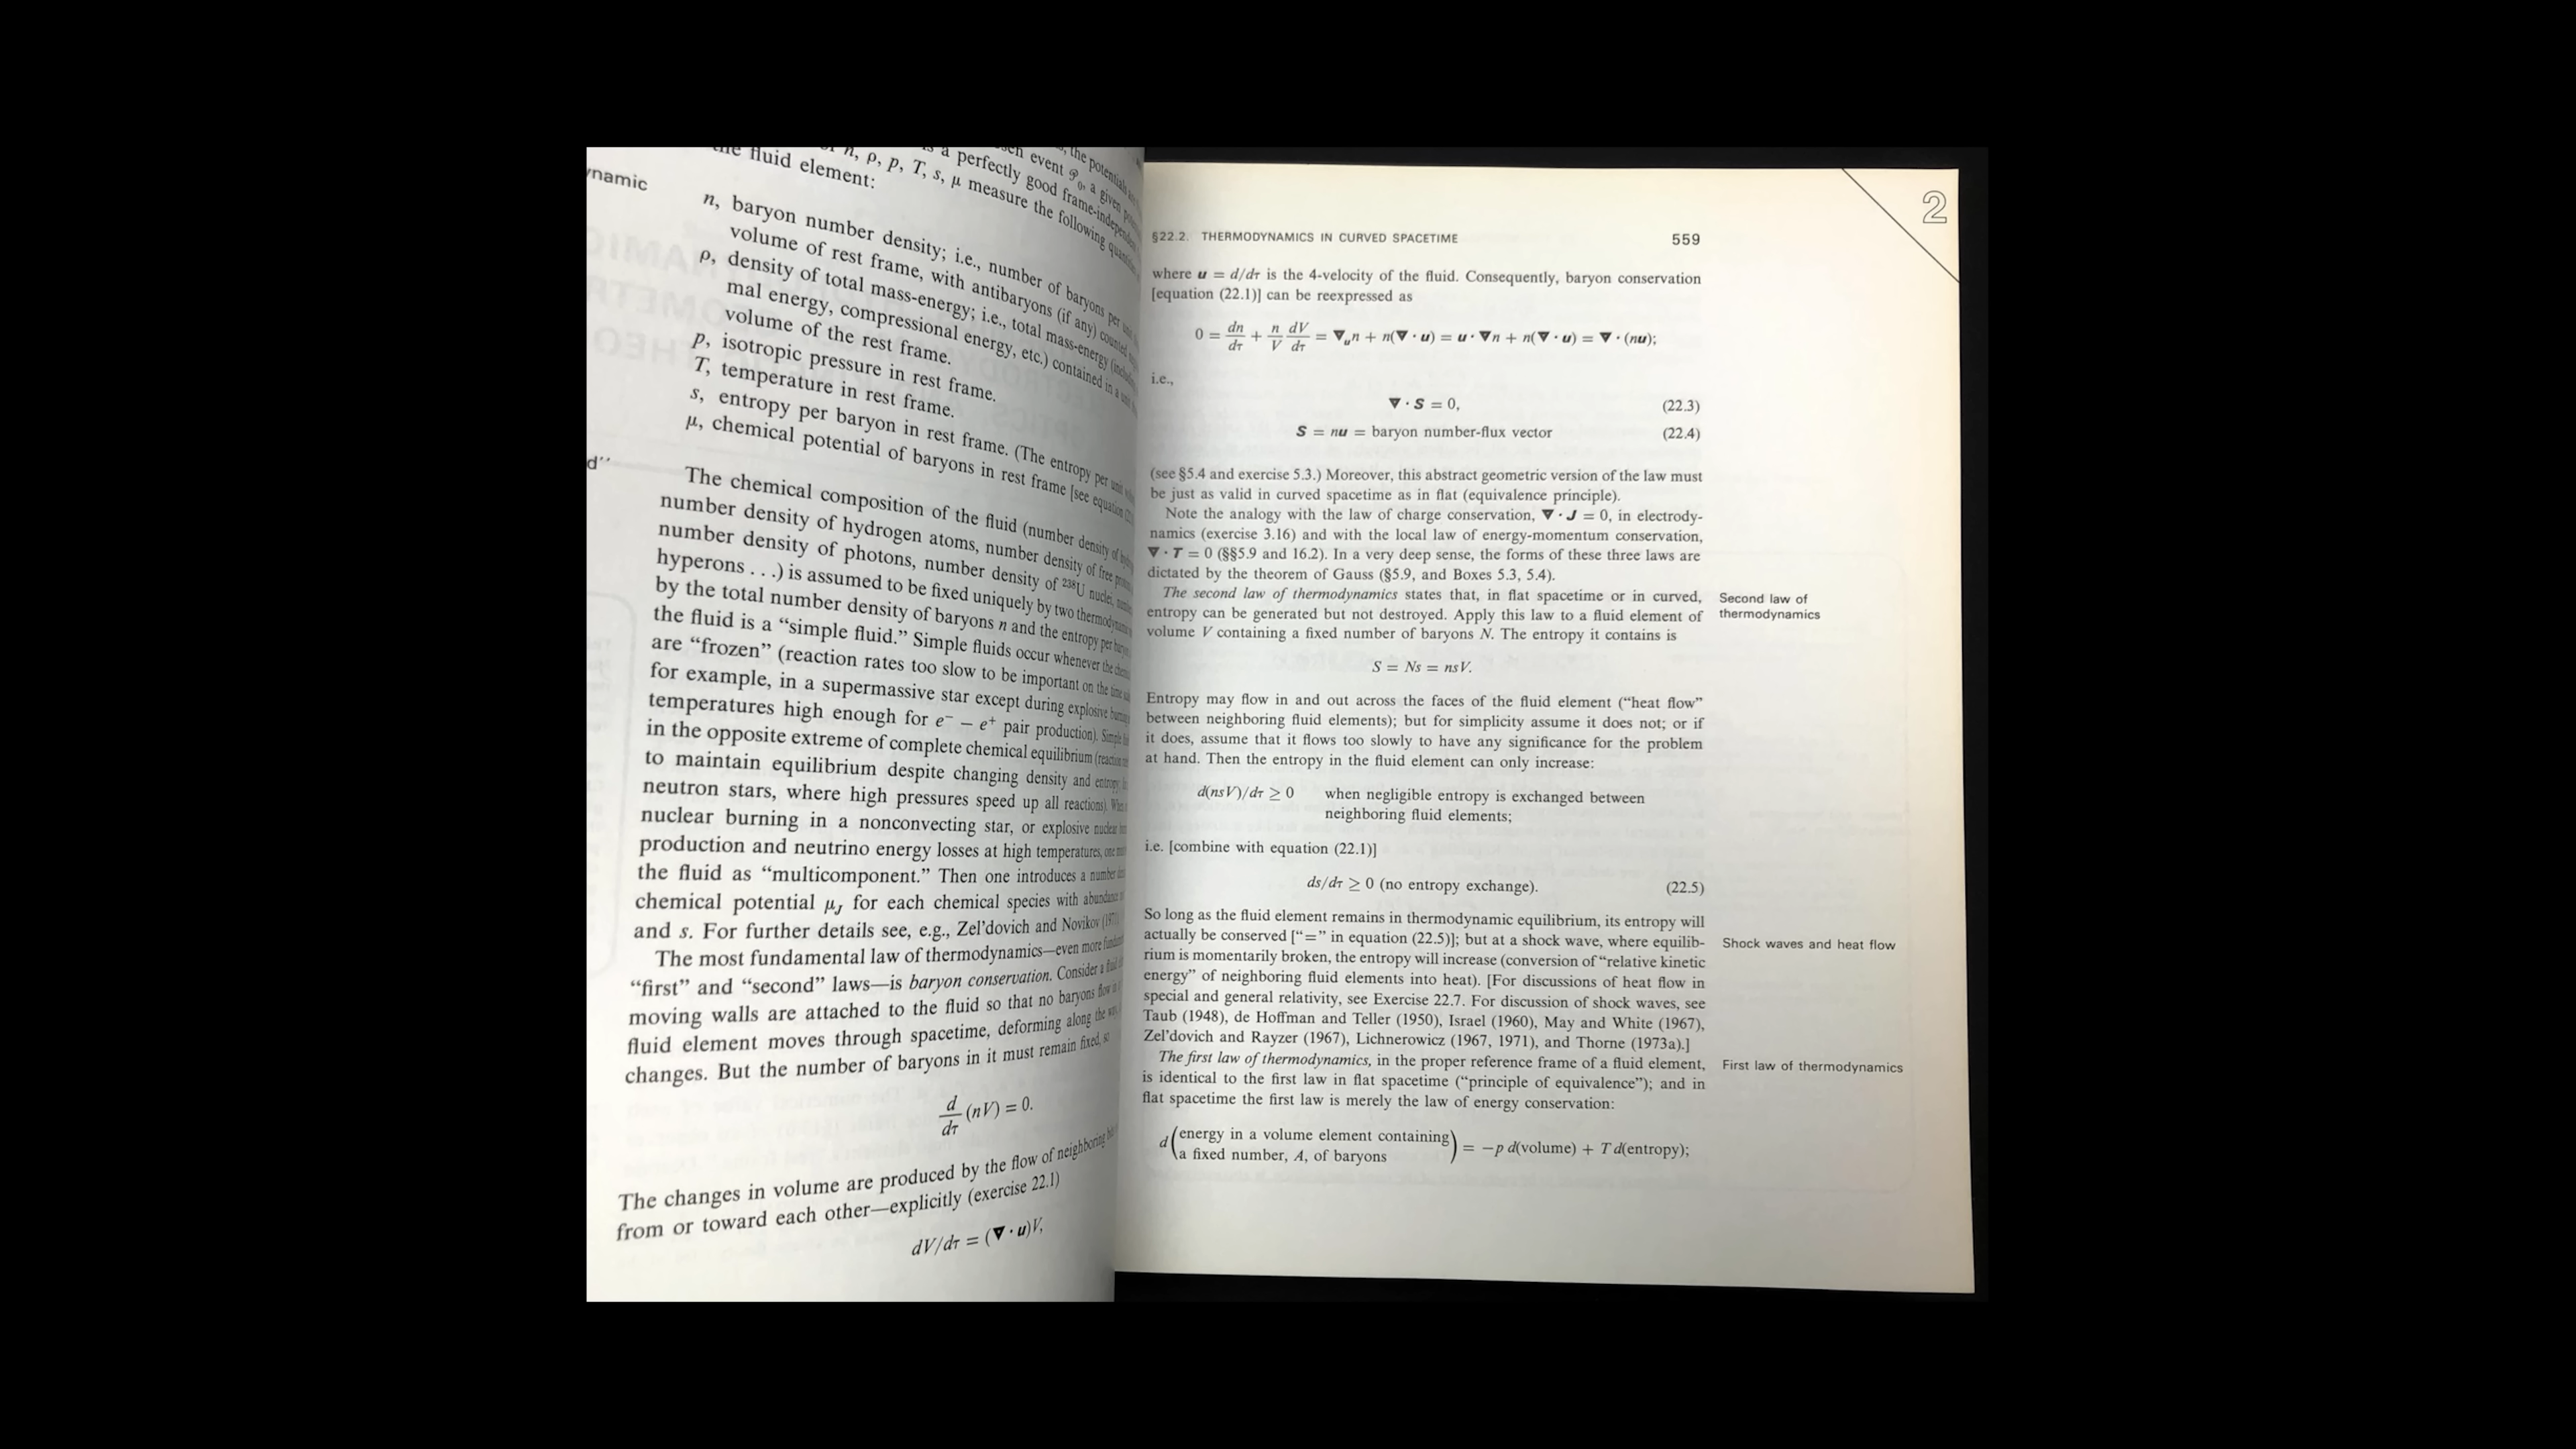 the potentials
event 𝒫₀, a given
is a perfectly good frame-independent
n, ρ, p, T, s, μ measure the following
the fluid element:
n, baryon number density; i.e., number of baryons per
volume of rest frame, with antibaryons (if any) counted
ρ, density of total mass-energy; i.e., total mass-energy
mal energy, compressional energy, etc.) contained in a unit
volume of the rest frame.
p, isotropic pressure in rest frame.
T, temperature in rest frame.
s, entropy per baryon in rest frame. (The entropy per unit
μ, chemical potential of baryons in rest frame [see equation
The chemical composition of the fluid (number density of
number density of hydrogen atoms, number density of free
number density of photons, number density of ²³⁸U nuclei,
hyperons . . .) is assumed to be fixed uniquely by two
by the total number density of baryons n and the entropy per
the fluid is a “simple fluid.” Simple fluids occur whenever the
are “frozen” (reaction rates too slow to be important on the time
for example, in a supermassive star except during explosive
temperatures high enough for e⁻ − e⁺ pair production). Simple
in the opposite extreme of complete chemical equilibrium
to maintain equilibrium despite changing density and entropy,
neutron stars, where high pressures speed up all reactions).
nuclear burning in a nonconvecting star, or explosive nuclear
production and neutrino energy losses at high temperatures, one
the fluid as “multicomponent.” Then one introduces a number
chemical potential μ_J for each chemical species with abundance
and s. For further details see, e.g., Zel’dovich and Novikov
The most fundamental law of thermodynamics—even more
“first” and “second” laws—is baryon conservation. Consider a
moving walls are attached to the fluid so that no baryons flow
fluid element moves through spacetime, deforming along the
changes. But the number of baryons in it must remain fixed,
d/dτ (nV) = 0.
The changes in volume are produced by the flow of neighboring
from or toward each other—explicitly (exercise 22.1)
dV/dτ = (∇ · u)V,
2
§22.2. THERMODYNAMICS IN CURVED SPACETIME 559
where u = d/dτ is the 4-velocity of the fluid. Consequently, baryon conservation
[equation (22.1)] can be reexpressed as
0 = dn/dτ + n/V dV/dτ = ∇ᵤn + n(∇ · u) = u · ∇n + n(∇ · u) = ∇ · (nu);
i.e.,
∇ · S = 0, (22.3)
S = nu = baryon number-flux vector (22.4)
(see §5.4 and exercise 5.3.) Moreover, this abstract geometric version of the law must
be just as valid in curved spacetime as in flat (equivalence principle).
Note the analogy with the law of charge conservation, ∇ · J = 0, in electrody-
namics (exercise 3.16) and with the local law of energy-momentum conservation,
∇ · T = 0 (§§5.9 and 16.2). In a very deep sense, the forms of these three laws are
dictated by the theorem of Gauss (§5.9, and Boxes 5.3, 5.4).
The second law of thermodynamics states that, in flat spacetime or in curved,
entropy can be generated but not destroyed. Apply this law to a fluid element of
volume V containing a fixed number of baryons N. The entropy it contains is
Second law of
thermodynamics
S = Ns = nsV.
Entropy may flow in and out across the faces of the fluid element (“heat flow”
between neighboring fluid elements); but for simplicity assume it does not; or if
it does, assume that it flows too slowly to have any significance for the problem
at hand. Then the entropy in the fluid element can only increase:
d(nsV)/dτ ≥ 0 when negligible entropy is exchanged between
neighboring fluid elements;
i.e. [combine with equation (22.1)]
ds/dτ ≥ 0 (no entropy exchange). (22.5)
So long as the fluid element remains in thermodynamic equilibrium, its entropy will
actually be conserved [“=” in equation (22.5)]; but at a shock wave, where equilib-
rium is momentarily broken, the entropy will increase (conversion of “relative kinetic
energy” of neighboring fluid elements into heat). [For discussions of heat flow in
special and general relativity, see Exercise 22.7. For discussion of shock waves, see
Taub (1948), de Hoffman and Teller (1950), Israel (1960), May and White (1967),
Zel’dovich and Rayzer (1967), Lichnerowicz (1967, 1971), and Thorne (1973a).]
Shock waves and heat flow
The first law of thermodynamics, in the proper reference frame of a fluid element,
is identical to the first law in flat spacetime (“principle of equivalence”); and in
flat spacetime the first law is merely the law of energy conservation:
First law of thermodynamics
d(energy in a volume element containing
a fixed number, A, of baryons) = −p d(volume) + T d(entropy);